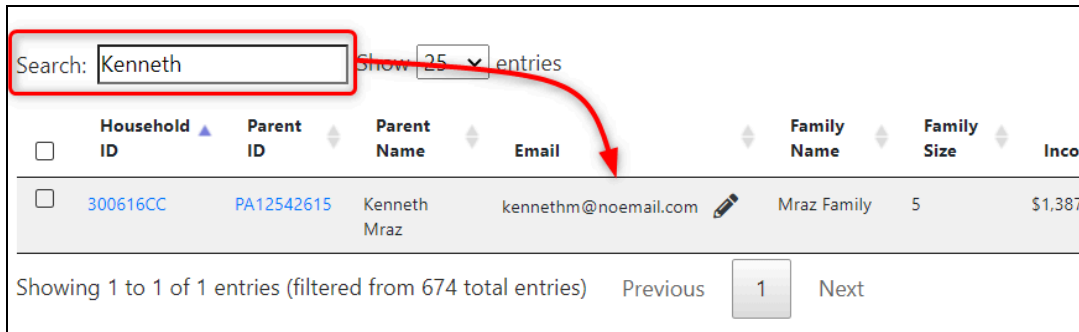 Search: Kenneth Show 25 entries
Household ID Parent ID Parent Name Email Family Name Family Size Inco
300616CC PA12542615 Kenneth Mraz kennethm@noemail.com Mraz Family 5 $1,387
Showing 1 to 1 of 1 entries (filtered from 674 total entries) Previous 1 Next